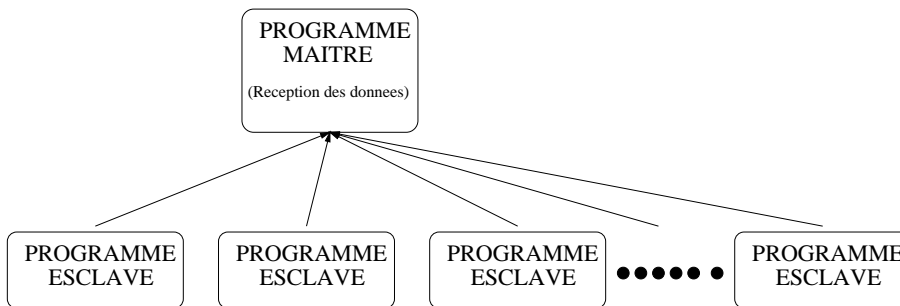 PROGRAMME
MAITRE
(Reception des donnees)
PROGRAMME
ESCLAVE
PROGRAMME
ESCLAVE
PROGRAMME
ESCLAVE
PROGRAMME
ESCLAVE